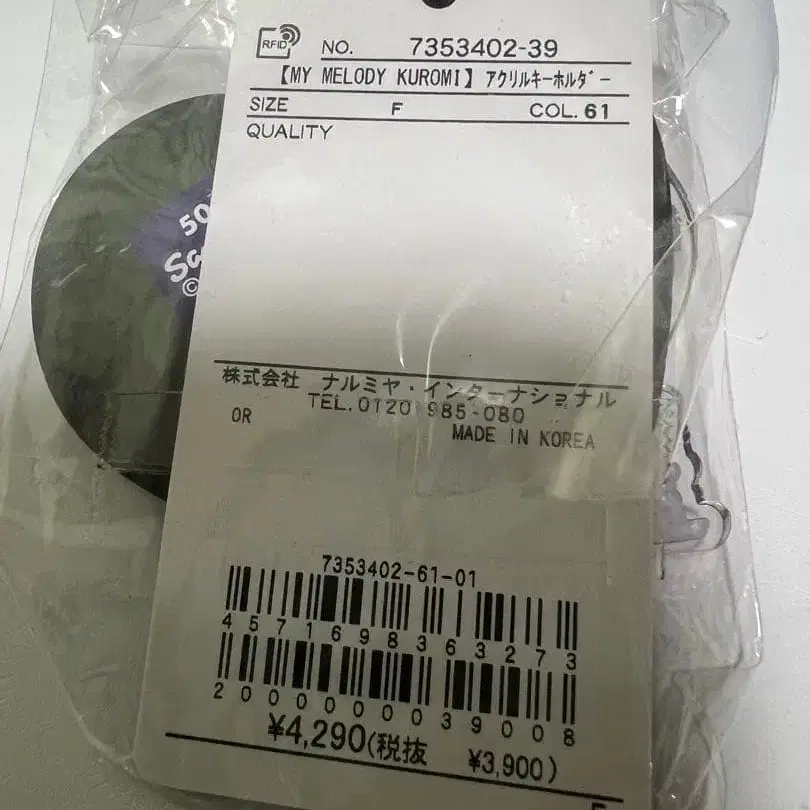 RFID NO. 7353402-39
【MY MELODY KUROMI】ｱｸﾘﾙｷｰﾎﾙﾀﾞｰ
SIZE F COL. 61
QUALITY
50
©
株式会社 ナルミヤ・インターナショナル
TEL.0120 985-080
OR
MADE IN KOREA
7353402-61-01
4571698363273
2000000039008
¥4,290(税抜 ¥3,900)